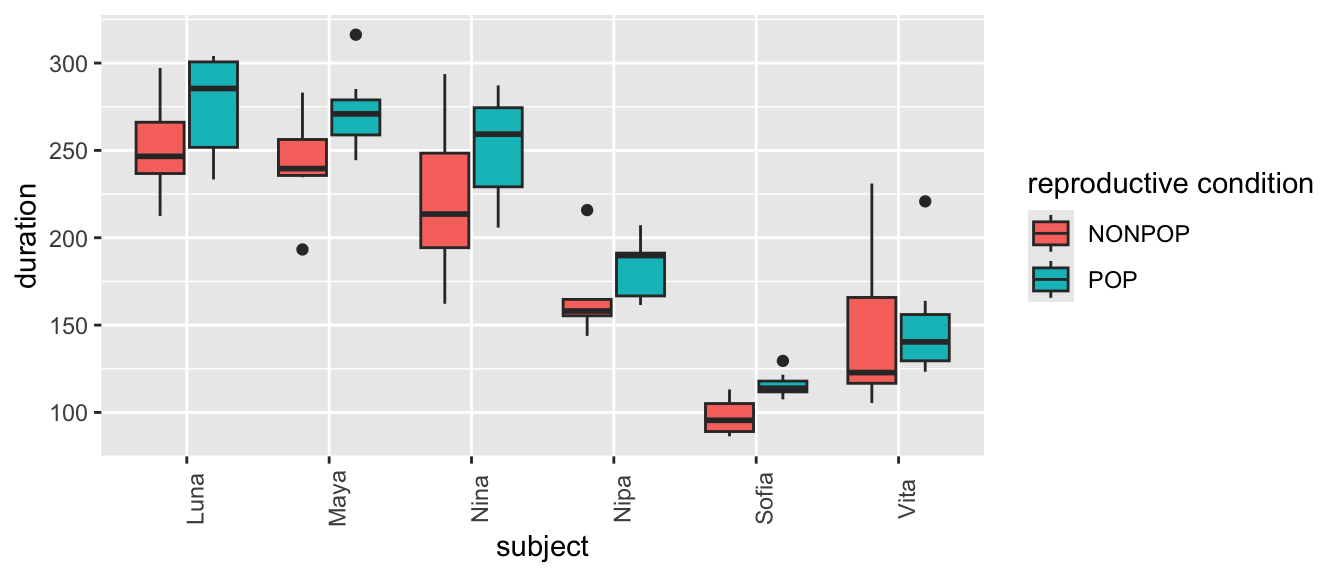 300
250
200
150
100
duration
Luna
Maya
Nina
Nipa
Sofia
Vita
subject
reproductive condition
NONPOP
POP